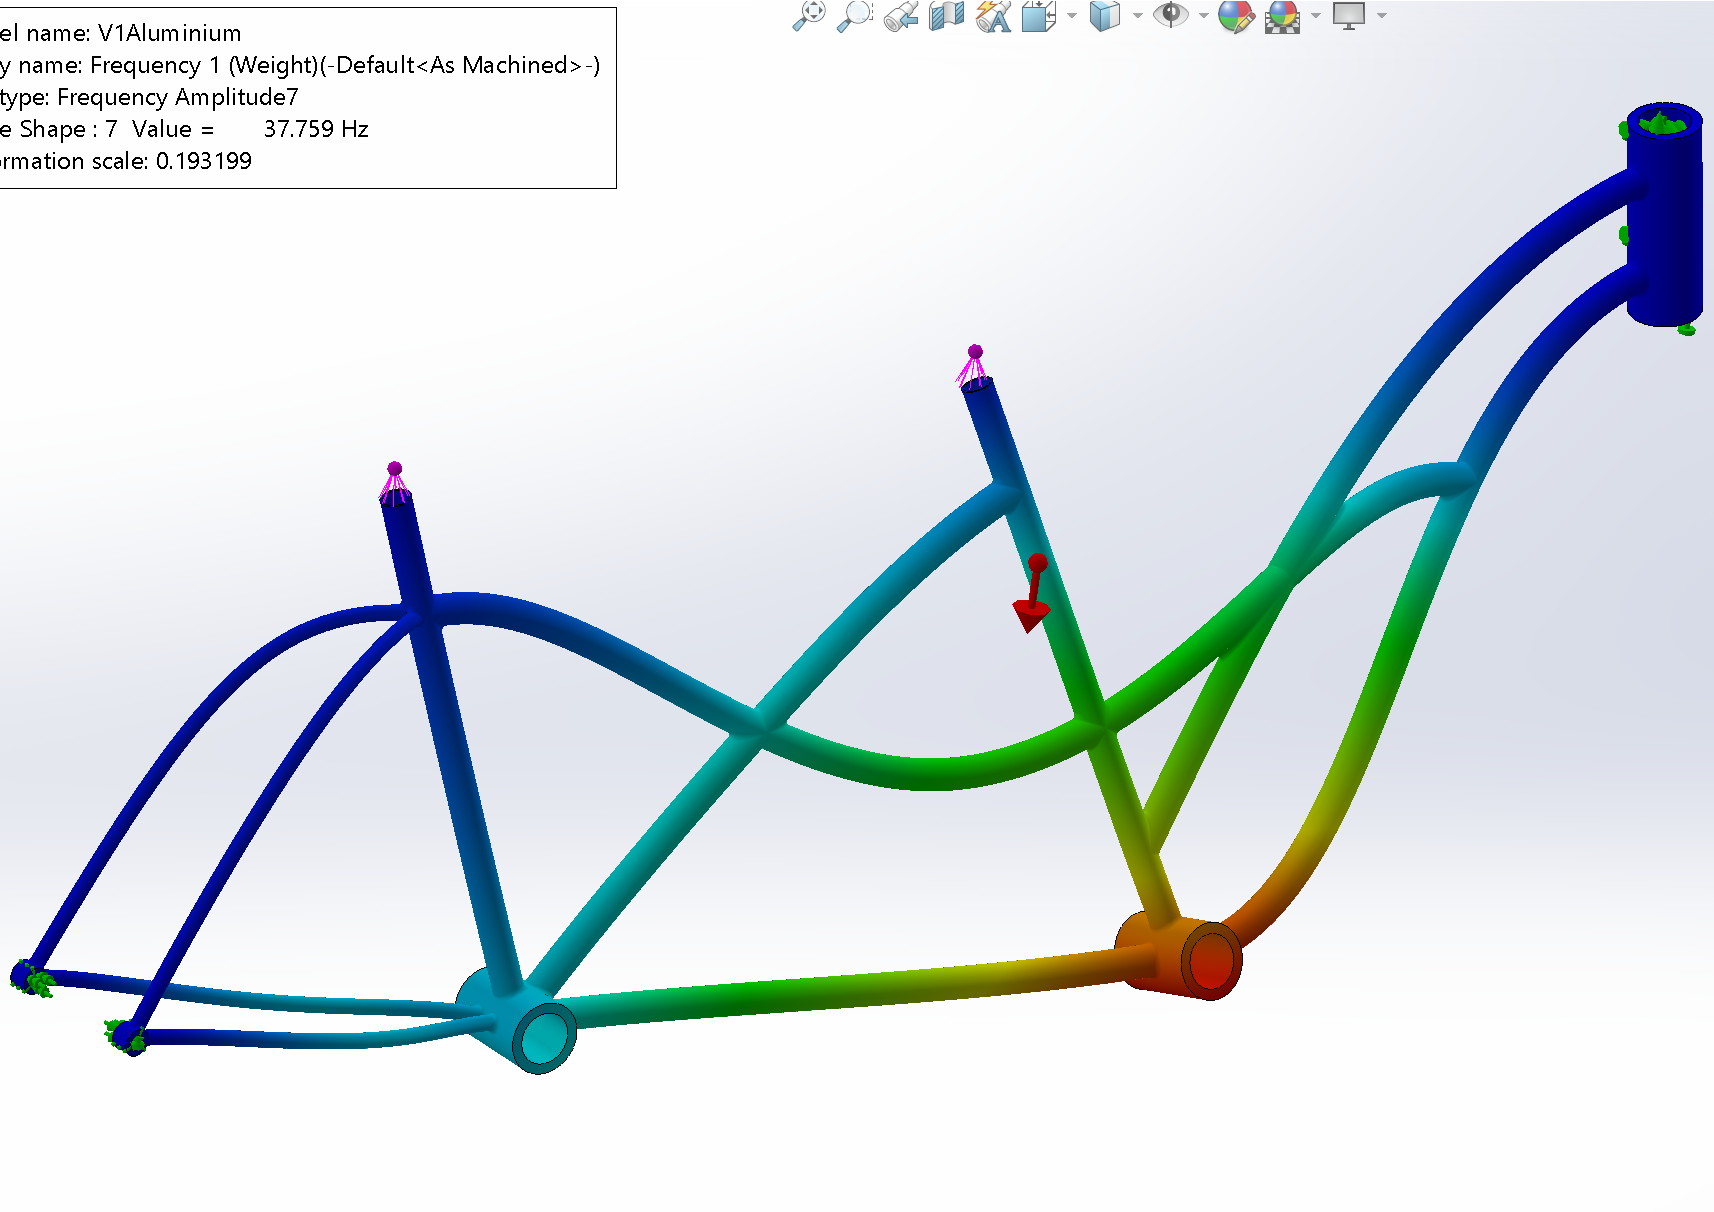 el name: V1Aluminium
y name: Frequency 1 (Weight)(-Default<As Machined>-)
type: Frequency Amplitude7
e Shape : 7 Value = 37.759 Hz
ormation scale: 0.193199